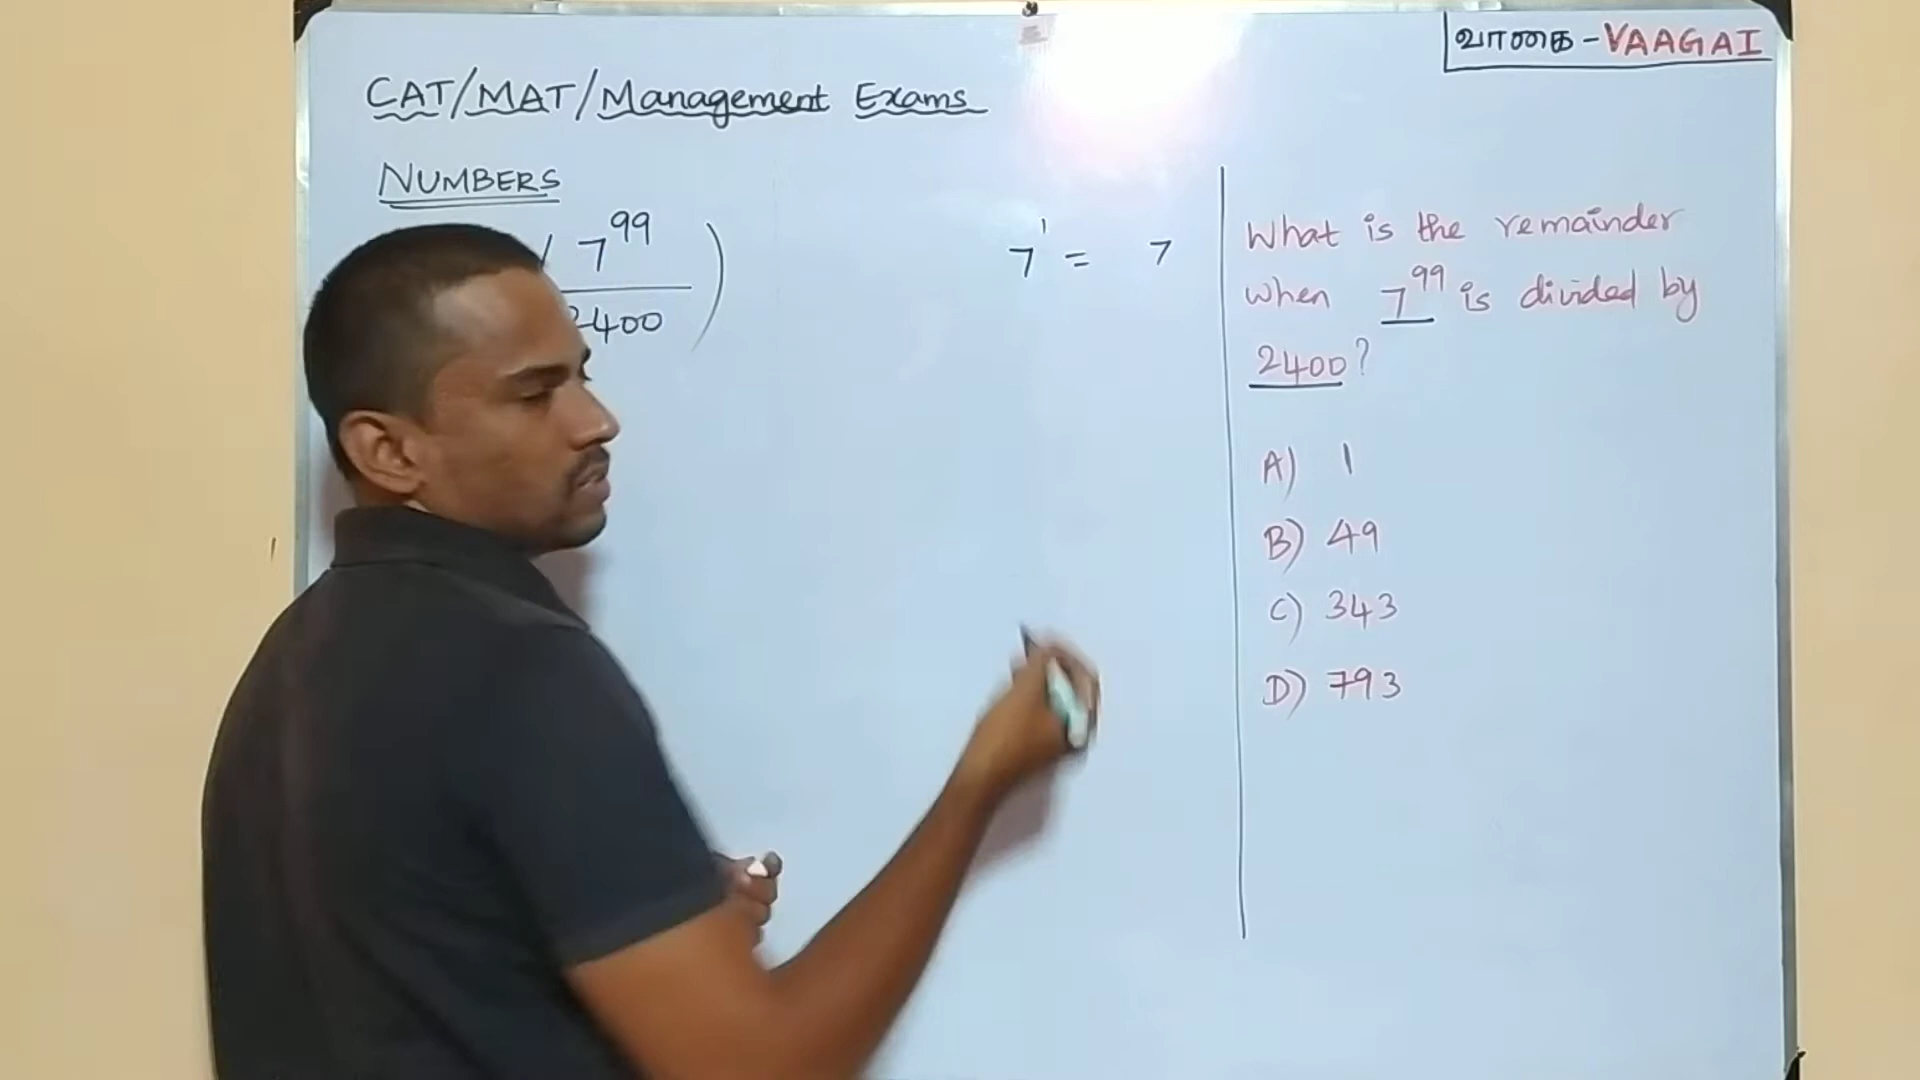 வாகை - VAAGAI
CAT/MAT/Management Exams
NUMBERS
7^99
2400
7^1 = 7
What is the remainder
when 7^99 is divided by
2400?
A) 1
B) 49
C) 343
D) 793